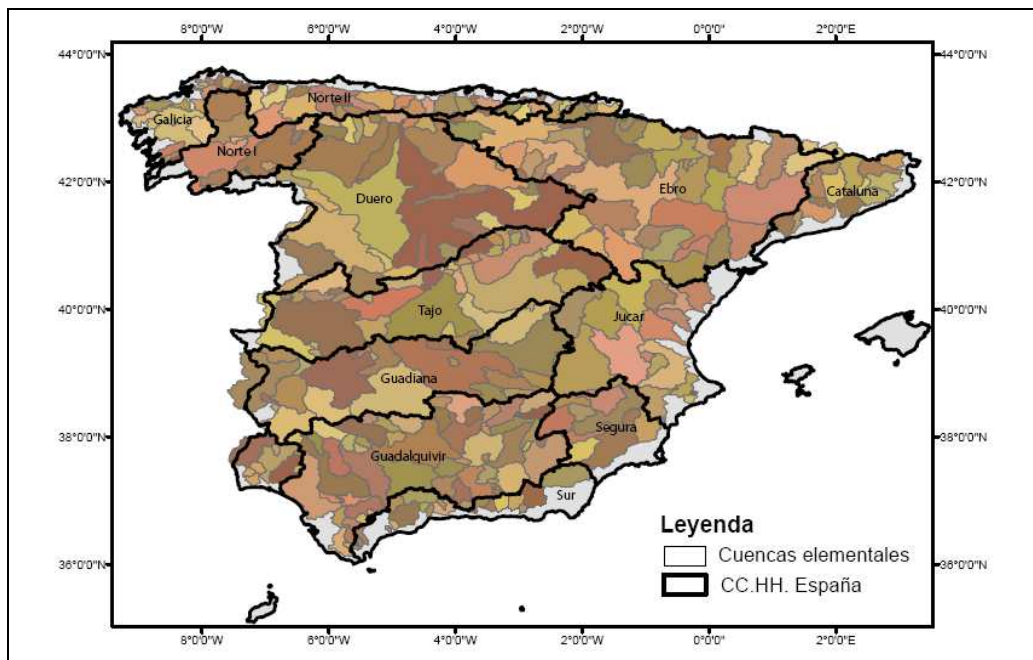 8°0'0"W 6°0'0"W 4°0'0"W 2°0'0"W 0°0'0" 2°0'0"E
44°0'0"N 44°0'0"N
Norte II
Galicia
Norte I
42°0'0"N 42°0'0"N
Duero
Ebro
Cataluna
40°0'0"N 40°0'0"N
Tajo
Jucar
Guadiana
38°0'0"N 38°0'0"N
Segura
Guadalquivir
Sur
Leyenda
Cuencas elementales
CC.HH. España
36°0'0"N 36°0'0"N
8°0'0"W 6°0'0"W 4°0'0"W 2°0'0"W 0°0'0" 2°0'0"E